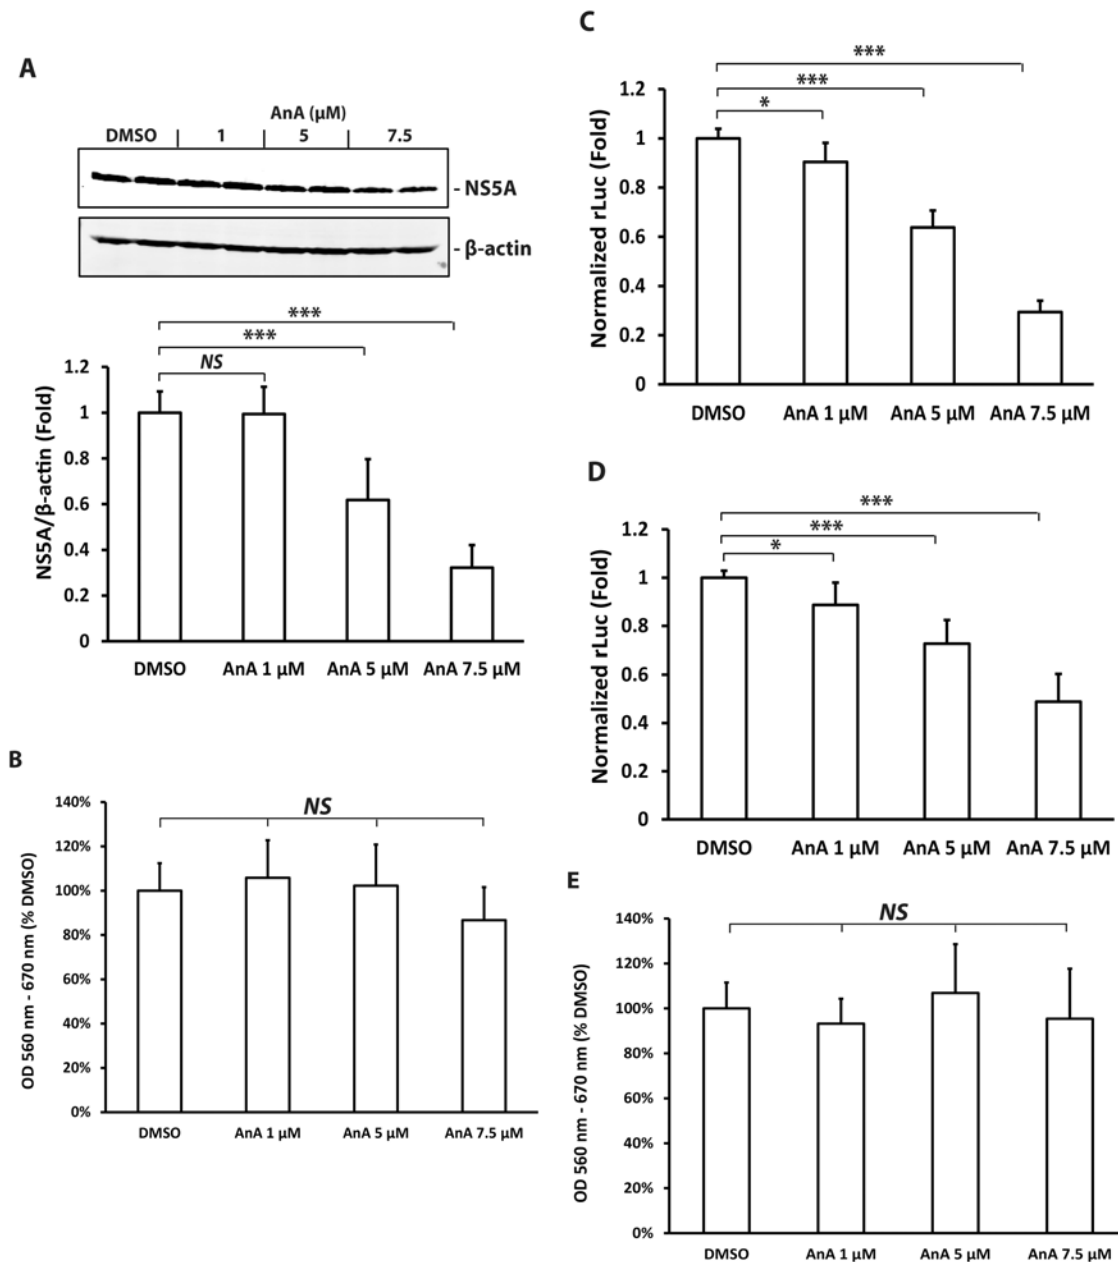 A
AnA (μM)
DMSO | 1 | 5 | 7.5
- NS5A
- β-actin
***
***
NS
NS5A/β-actin (Fold)
1.2
1
0.8
0.6
0.4
0.2
0
DMSO AnA 1 μM AnA 5 μM AnA 7.5 μM
B
NS
OD 560 nm - 670 nm (% DMSO)
140%
120%
100%
80%
60%
40%
20%
0%
DMSO AnA 1 μM AnA 5 μM AnA 7.5 μM
C
***
***
*
Normalized rLuc (Fold)
1.2
1
0.8
0.6
0.4
0.2
0
DMSO AnA 1 μM AnA 5 μM AnA 7.5 μM
D
***
***
*
Normalized rLuc (Fold)
1.2
1
0.8
0.6
0.4
0.2
0
DMSO AnA 1 μM AnA 5 μM AnA 7.5 μM
E
NS
OD 560 nm - 670 nm (% DMSO)
140%
120%
100%
80%
60%
40%
20%
0%
DMSO AnA 1 μM AnA 5 μM AnA 7.5 μM